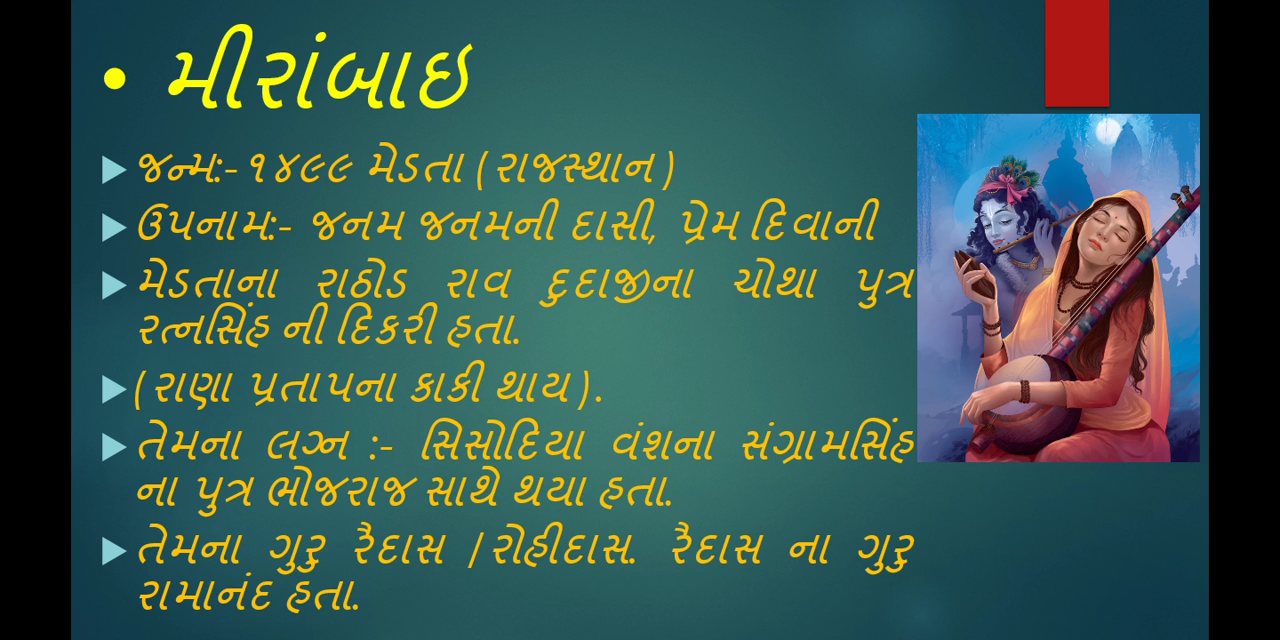 • મીરાંબાઇ
જન્મ:- ૧૪૯૯ મેડતા ( રાજસ્થાન )
ઉપનામ:- જનમ જનમની દાસી, પ્રેમ દિવાની
મેડતાના રાઠોડ રાવ દુદાજીના ચોથા પુત્ર
રત્નસિંહ ની દિકરી હતા.
( રાણા પ્રતાપના કાકી થાય ) .
તેમના લગ્ન :- સિસોદિયા વંશના સંગ્રામસિંહ
ના પુત્ર ભોજરાજ સાથે થયા હતા.
તેમના ગુરુ રૈદાસ / રોહીદાસ. રૈદાસ ના ગુરુ
રામાનંદ હતા.